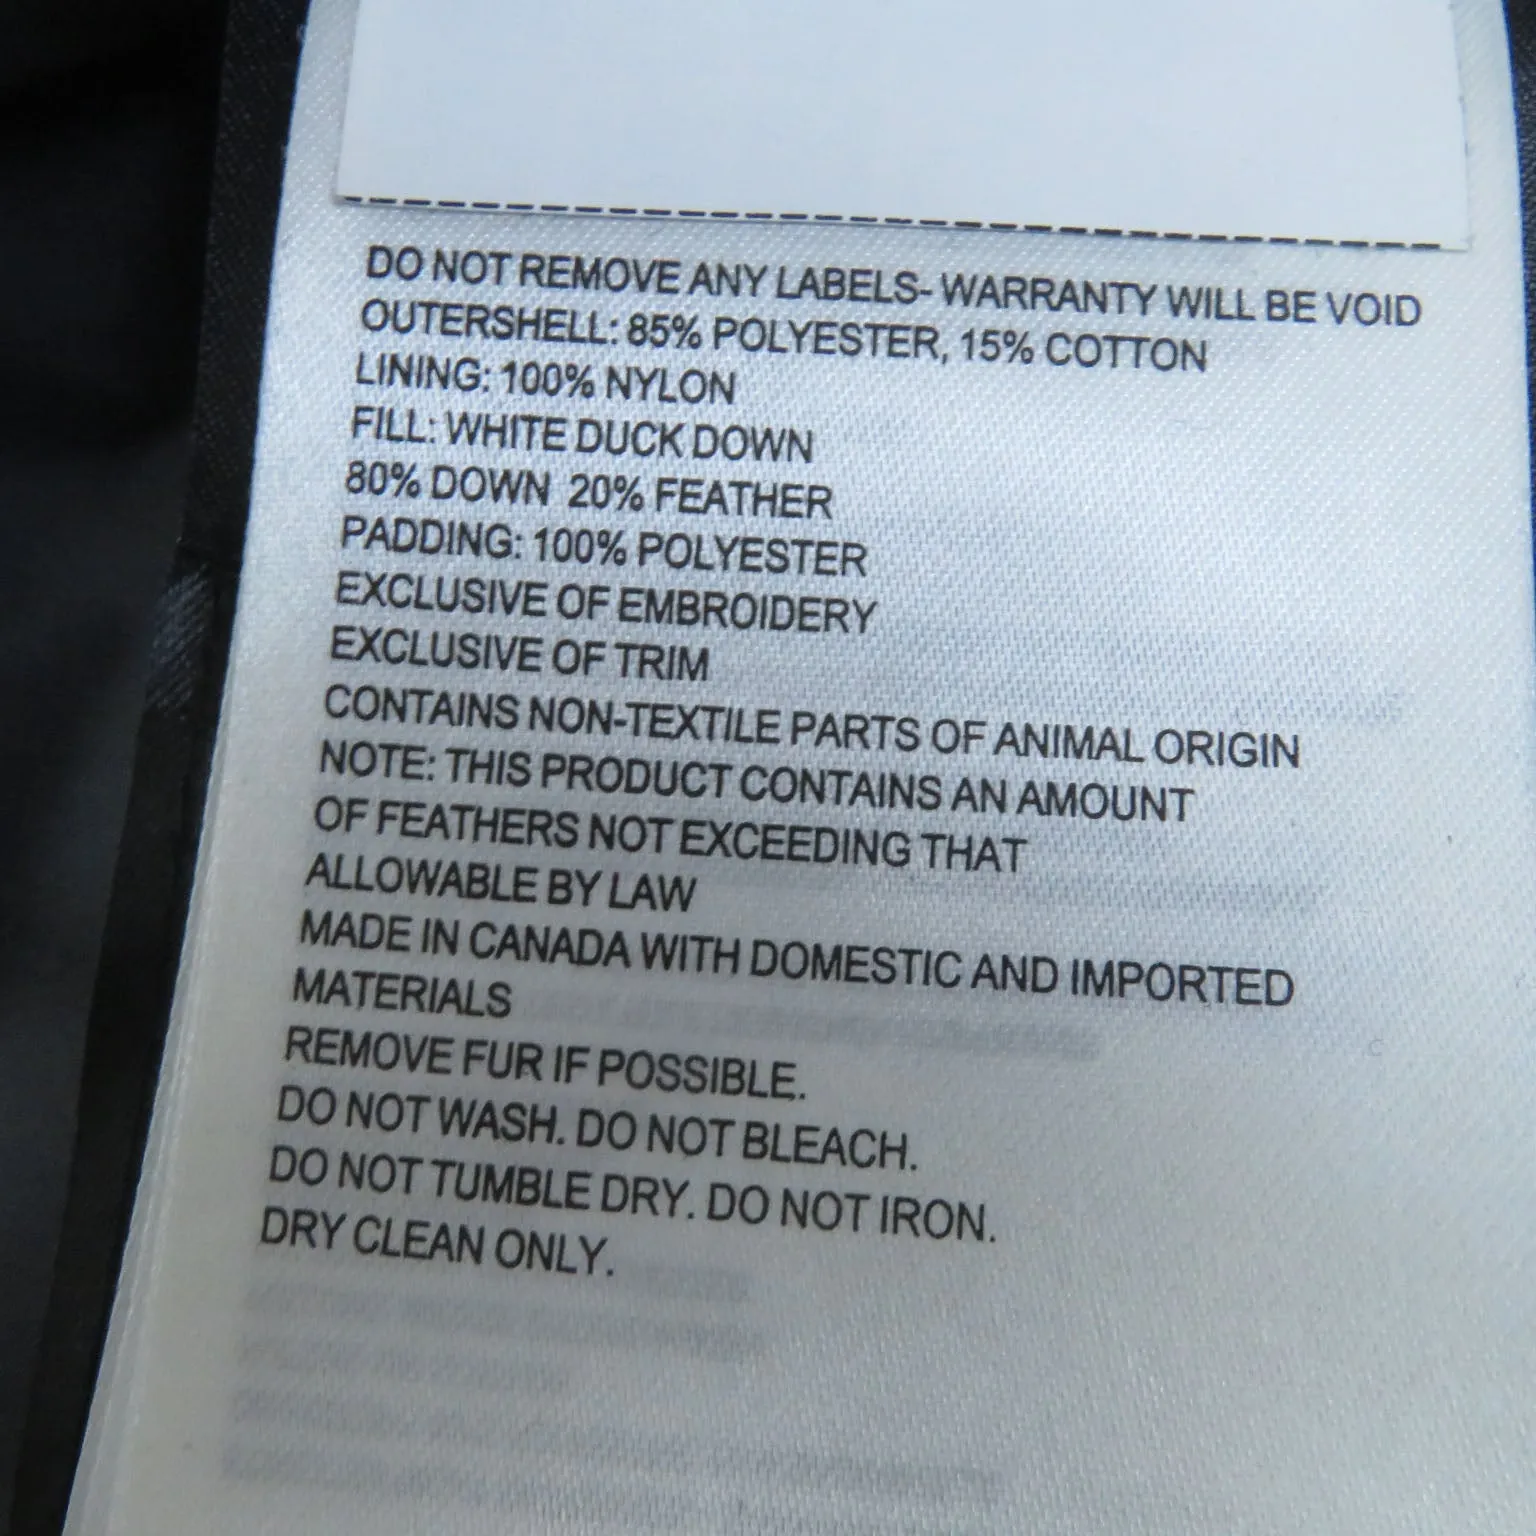 DO NOT REMOVE ANY LABELS- WARRANTY WILL BE VOID
OUTERSHELL: 85% POLYESTER, 15% COTTON
LINING: 100% NYLON
FILL: WHITE DUCK DOWN
80% DOWN 20% FEATHER
PADDING: 100% POLYESTER
EXCLUSIVE OF EMBROIDERY
EXCLUSIVE OF TRIM
CONTAINS NON-TEXTILE PARTS OF ANIMAL ORIGIN
NOTE: THIS PRODUCT CONTAINS AN AMOUNT
OF FEATHERS NOT EXCEEDING THAT
ALLOWABLE BY LAW
MADE IN CANADA WITH DOMESTIC AND IMPORTED
MATERIALS
REMOVE FUR IF POSSIBLE.
DO NOT WASH. DO NOT BLEACH.
DO NOT TUMBLE DRY. DO NOT IRON.
DRY CLEAN ONLY.